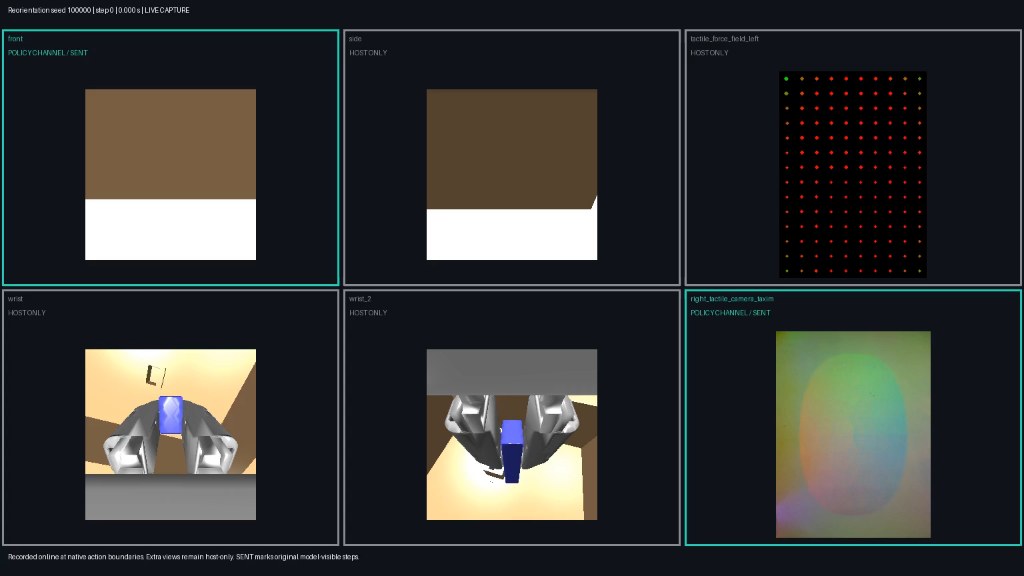 Reorientation seed 100000 | step 0 | 0.000 s | LIVE CAPTURE
front
POLICY CHANNEL / SENT
side
HOST ONLY
tactile_force_field_left
HOST ONLY
wrist
HOST ONLY
wrist_2
HOST ONLY
right_tactile_camera_taxim
POLICY CHANNEL / SENT
Recorded online at native action boundaries. Extra views remain host-only. SENT marks original model-visible steps.